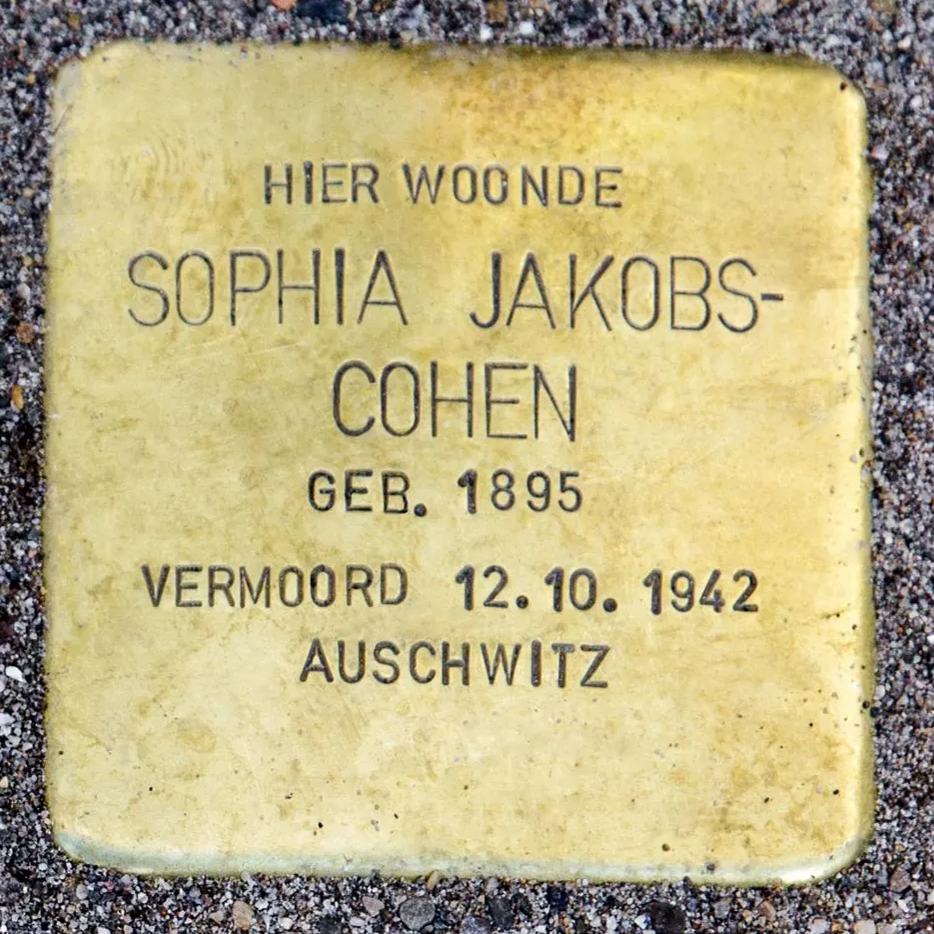 HIER WOONDE
SOPHIA JAKOBS-
COHEN
GEB. 1895
VERMOORD 12.10.1942
AUSCHWITZ